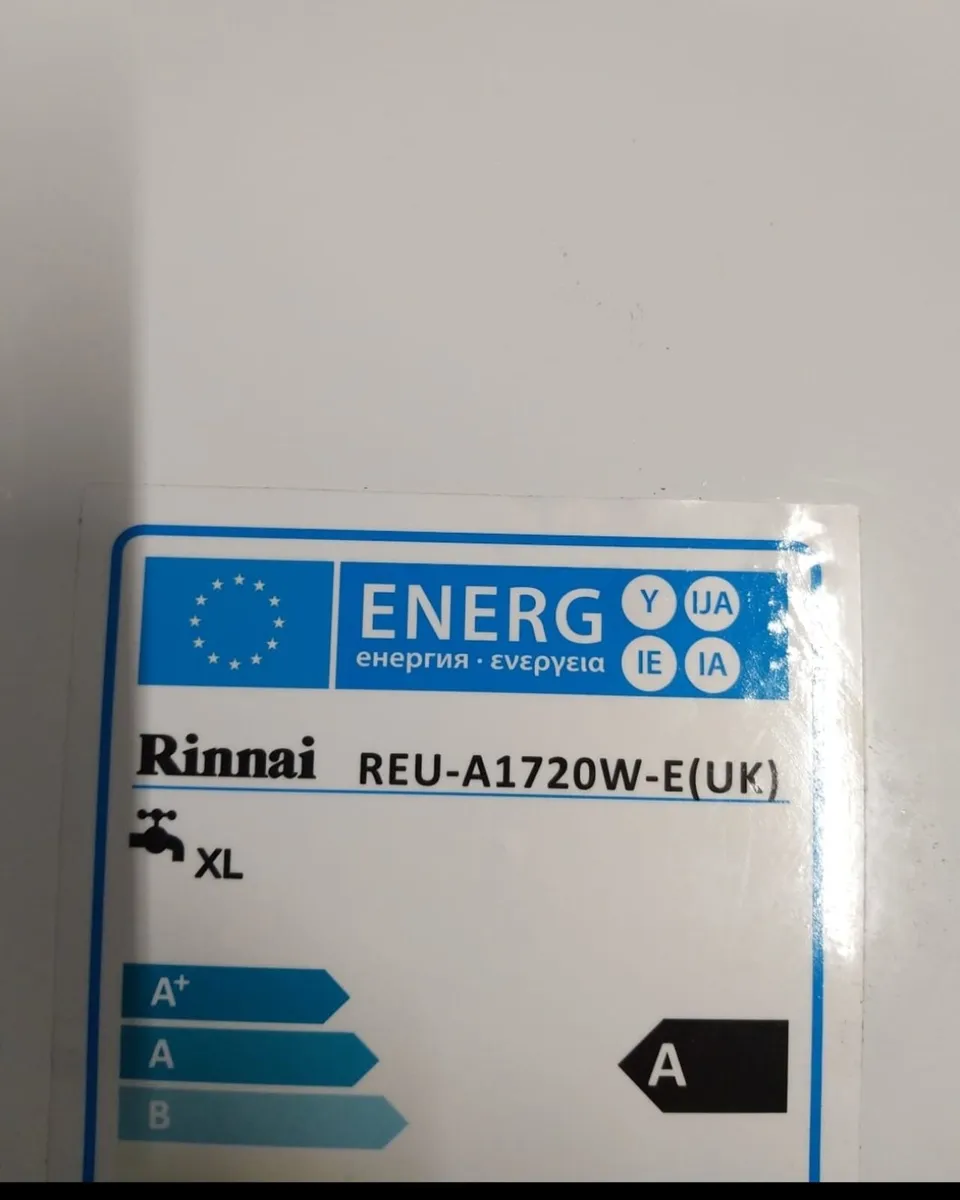 ENERG Y IJA
енергия · ενεργεια IE IA
Rinnai REU-A1720W-E(UK)
XL
A+
A A
B